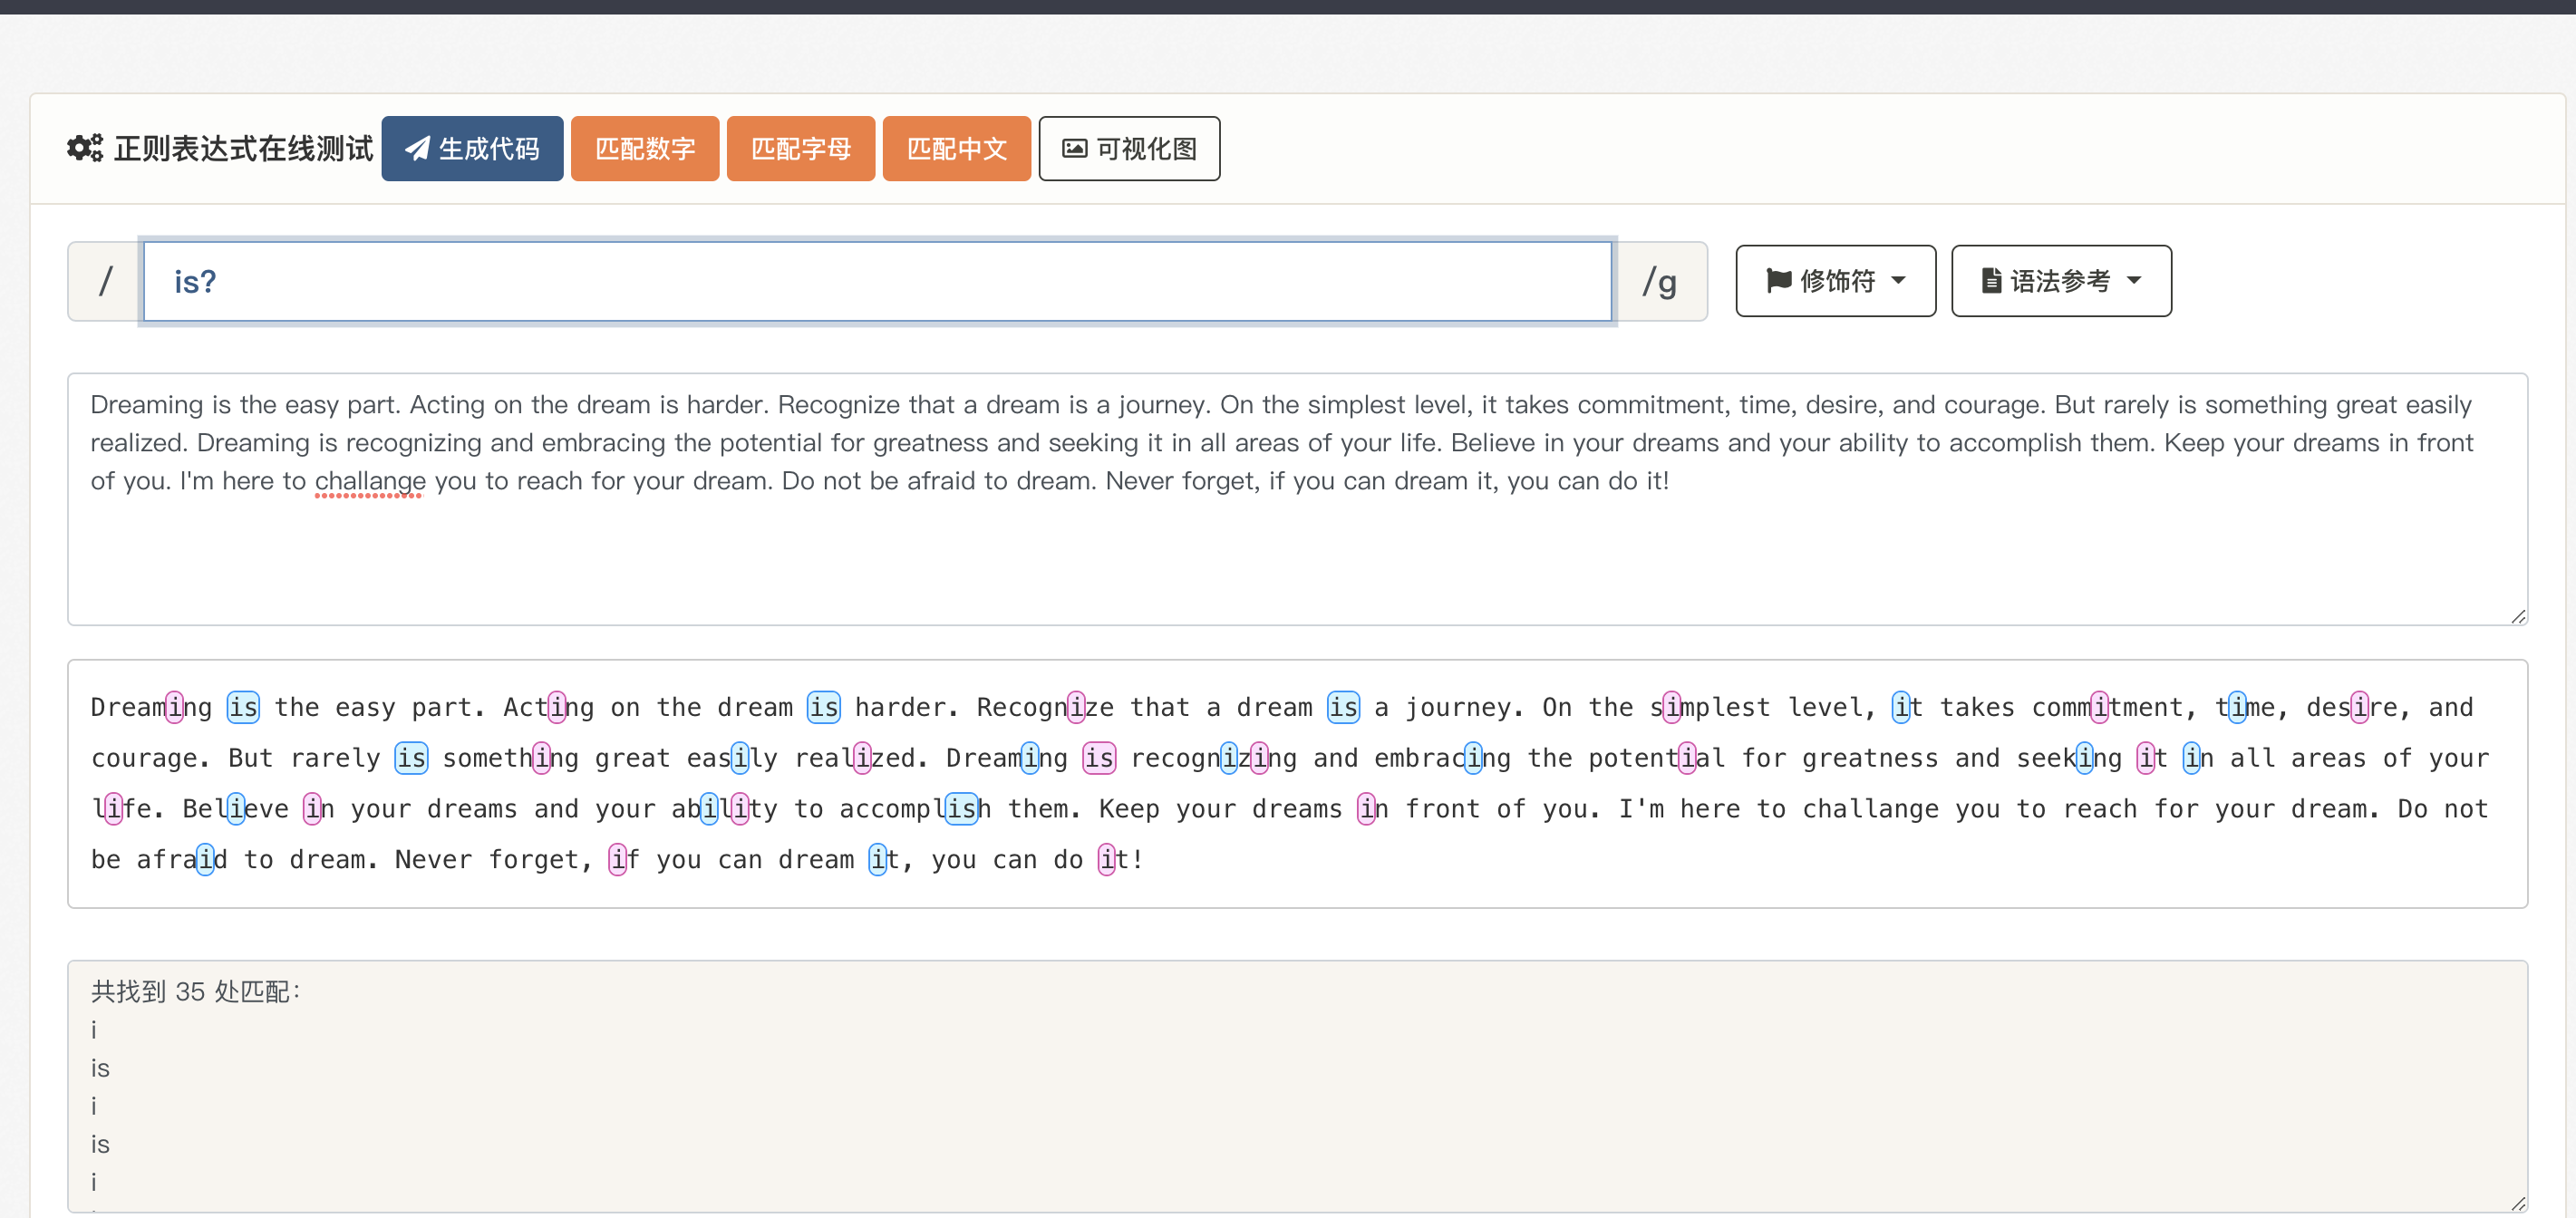 正则表达式在线测试 生成代码 匹配数字 匹配字母 匹配中文 可视化图
/ is? /g 修饰符 语法参考
Dreaming is the easy part. Acting on the dream is harder. Recognize that a dream is a journey. On the simplest level, it takes commitment, time, desire, and courage. But rarely is something great easily
realized. Dreaming is recognizing and embracing the potential for greatness and seeking it in all areas of your life. Believe in your dreams and your ability to accomplish them. Keep your dreams in front
of you. I'm here to challange you to reach for your dream. Do not be afraid to dream. Never forget, if you can dream it, you can do it!
Dreaming is the easy part. Acting on the dream is harder. Recognize that a dream is a journey. On the simplest level, it takes commitment, time, desire, and
courage. But rarely is something great easily realized. Dreaming is recognizing and embracing the potential for greatness and seeking it in all areas of your
life. Believe in your dreams and your ability to accomplish them. Keep your dreams in front of you. I'm here to challange you to reach for your dream. Do not
be afraid to dream. Never forget, if you can dream it, you can do it!
共找到 35 处匹配：
i
is
i
is
i